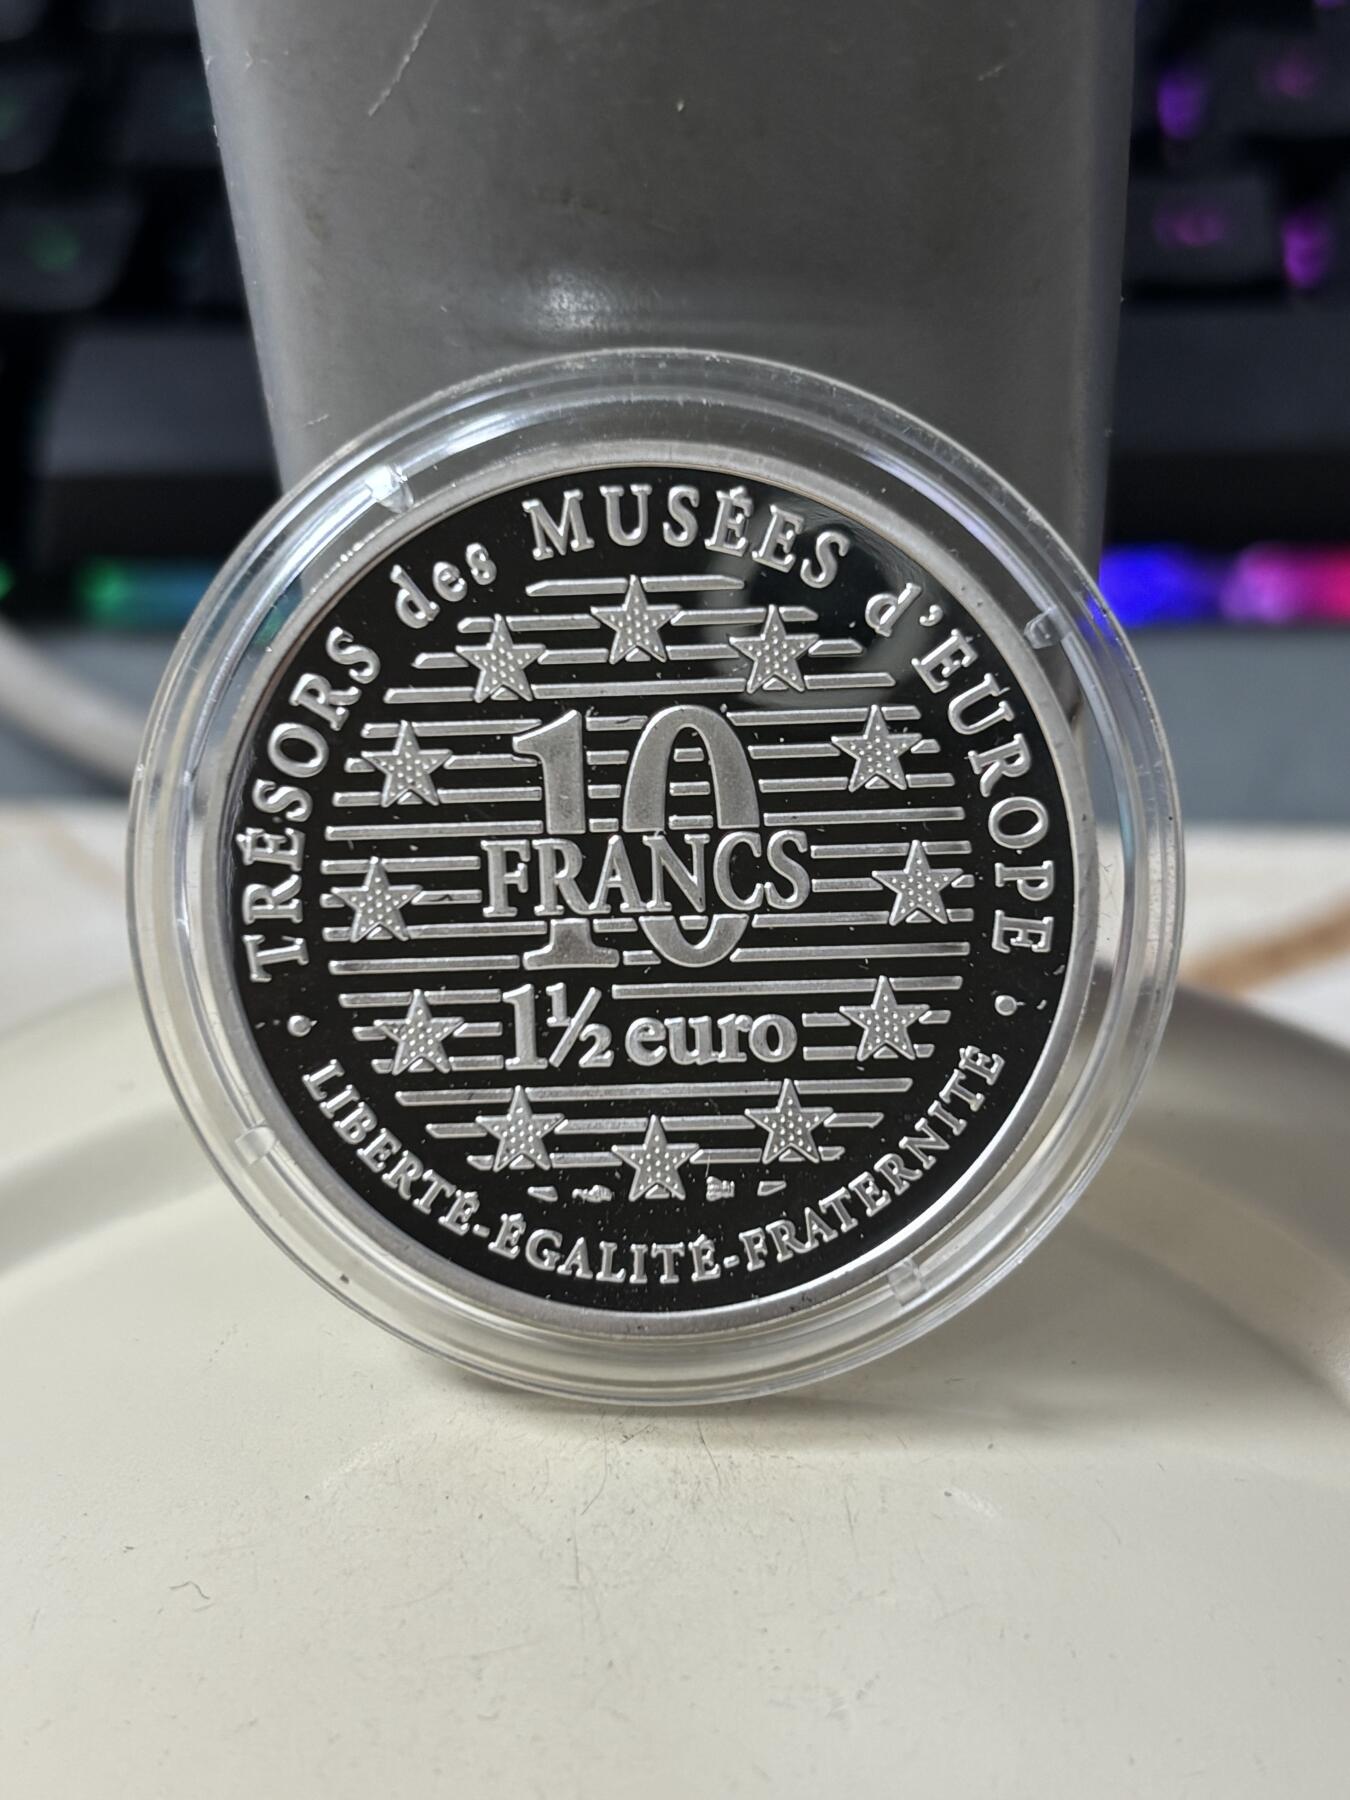 TRÉSORS des MUSÉES d'EUROPE
10
FRANCS
1½ euro
LIBERTÉ-ÉGALITÉ-FRATERNITÉ